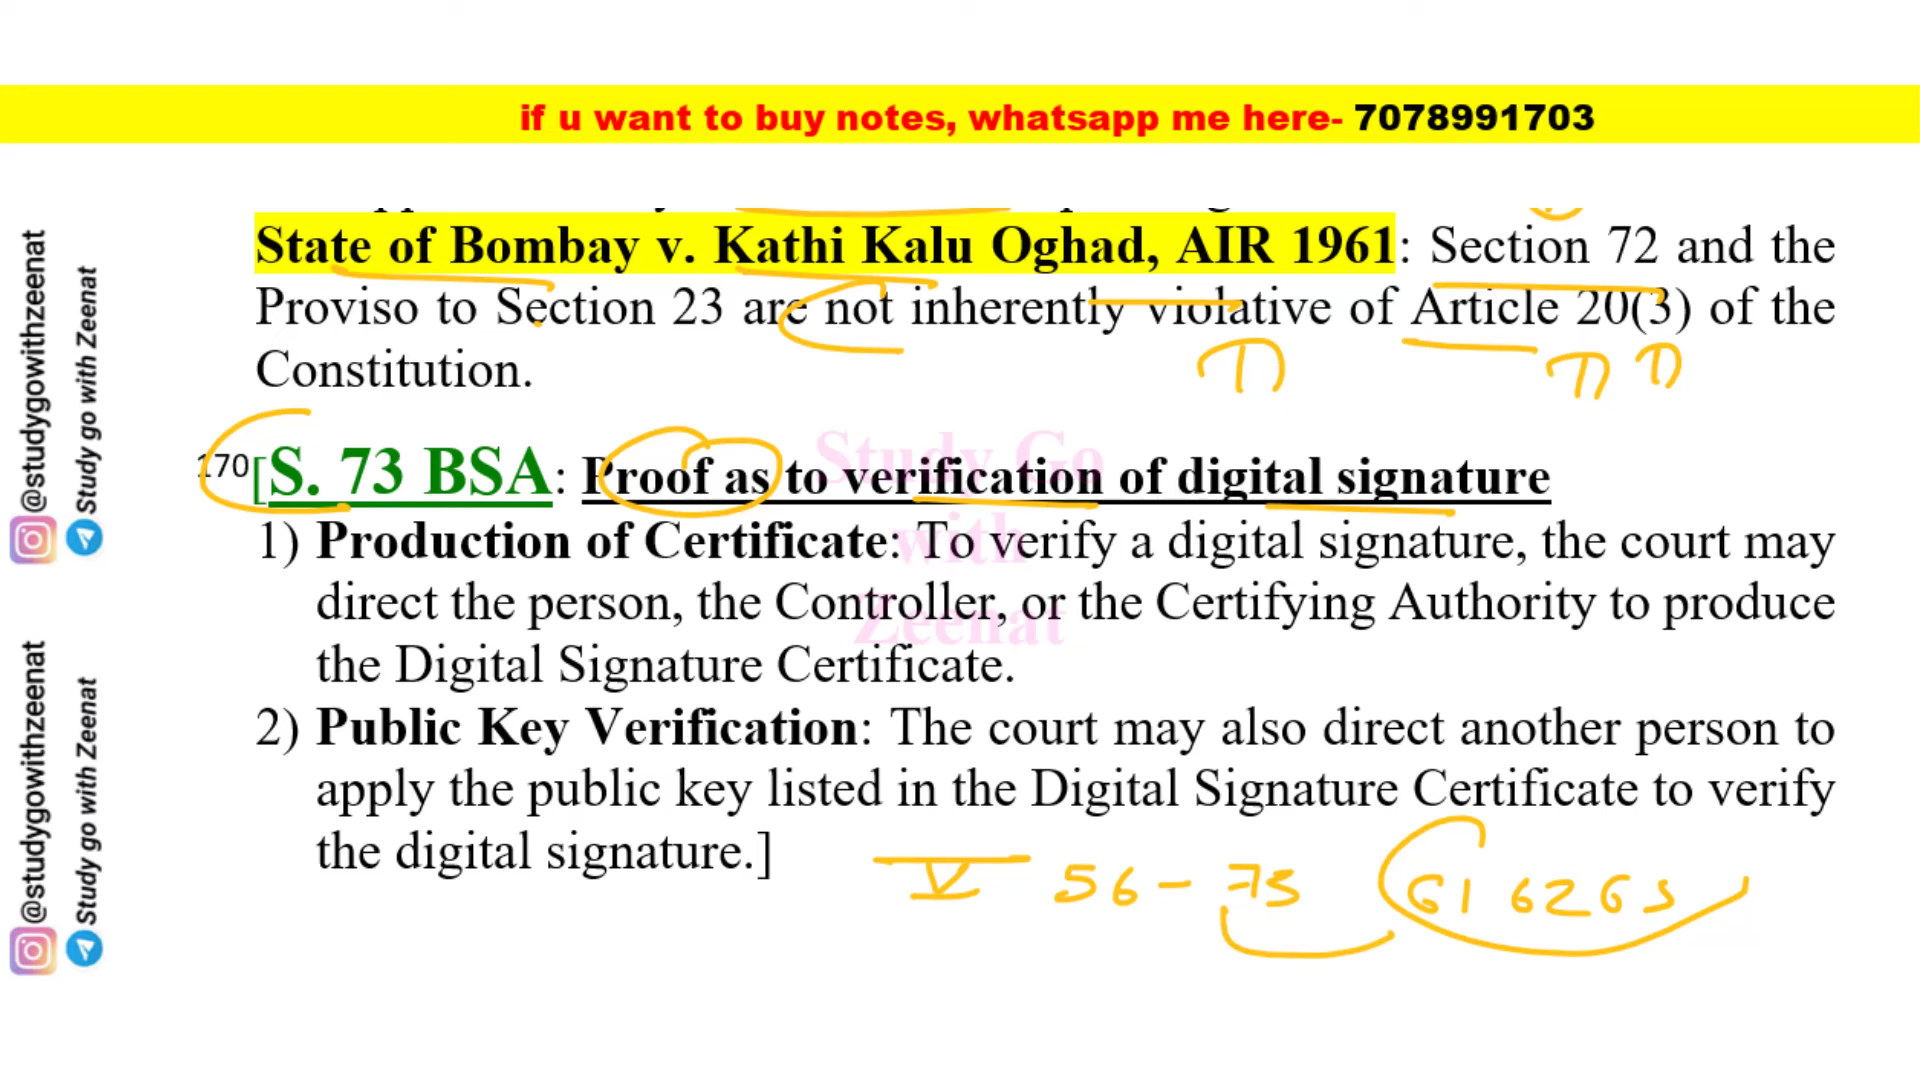 if u want to buy notes, whatsapp me here- 7078991703
State of Bombay v. Kathi Kalu Oghad, AIR 1961: Section 72 and the
Proviso to Section 23 are not inherently violative of Article 20(3) of the
Constitution.
170[S. 73 BSA: Proof as to verification of digital signature
1) Production of Certificate: To verify a digital signature, the court may
direct the person, the Controller, or the Certifying Authority to produce
the Digital Signature Certificate.
2) Public Key Verification: The court may also direct another person to
apply the public key listed in the Digital Signature Certificate to verify
the digital signature.]
V 56-73 61 62 63
Study Go
with
Zeenat
@studygowithzeenat
Study go with Zeenat
@studygowithzeenat
Study go with Zeenat